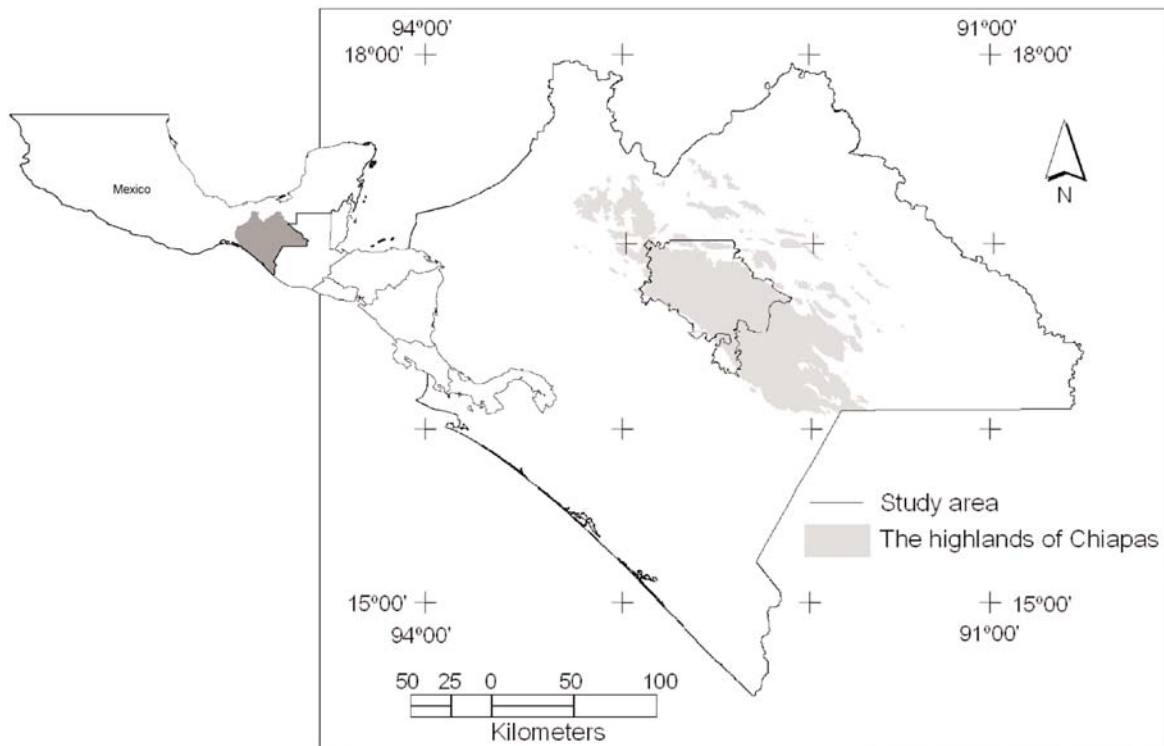 94º00' 91º00'
18º00' 18º00'
Mexico
N
Study area
The highlands of Chiapas
15º00' 15º00'
94º00' 91º00'
50 25 0 50 100
Kilometers